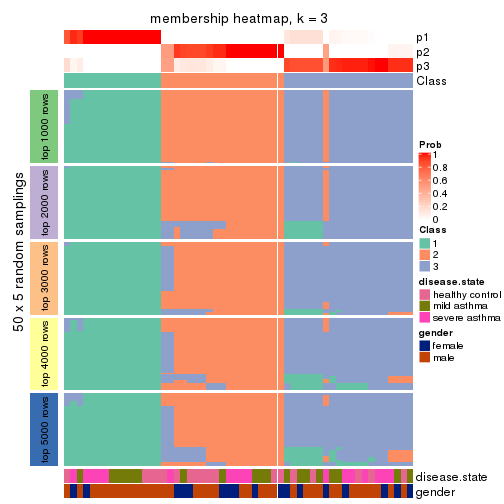 membership heatmap, k = 3
p1
p2
p3
Class
50 x 5 random samplings
top 1000 rows
top 2000 rows
top 3000 rows
top 4000 rows
top 5000 rows
Prob
1
0.8
0.6
0.4
0.2
0
Class
1
2
3
disease.state
healthy control
mild asthma
severe asthma
gender
female
male
disease.state
gender